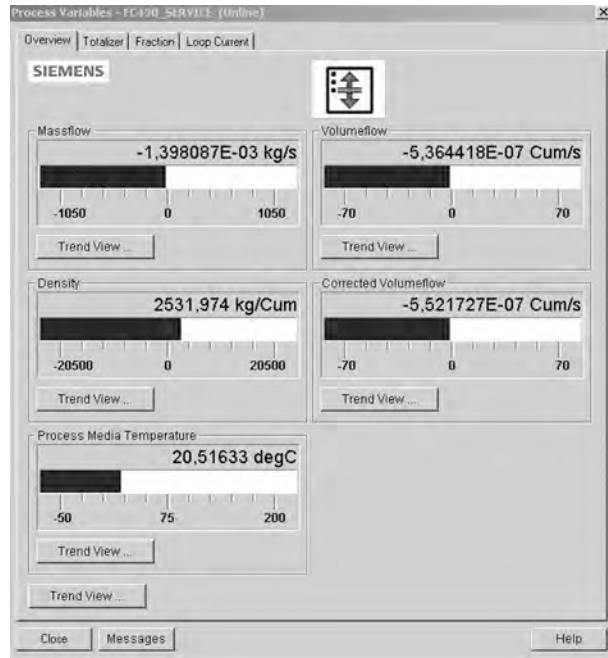 Process Variables - FC430_SERVICE (Online)
Overview Totalizer Fraction Loop Current
SIEMENS
Massflow
-1,398087E-03 kg/s
-1050 0 1050
Trend View ...
Volumeflow
-5,364418E-07 Cum/s
-70 0 70
Trend View ...
Density
2531,974 kg/Cum
-20500 0 20500
Trend View ...
Corrected Volumeflow
-5,521727E-07 Cum/s
-70 0 70
Trend View ...
Process Media Temperature
20,51633 degC
-50 75 200
Trend View ...
Trend View ...
Close Messages Help